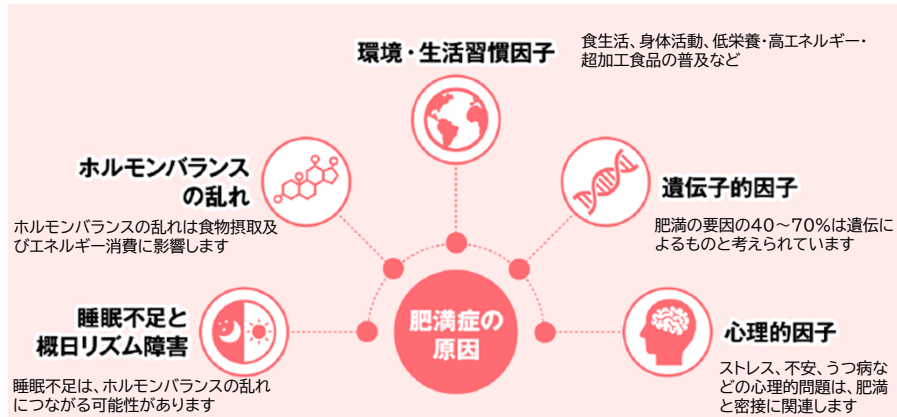 環境・生活習慣因子
食生活、身体活動、低栄養・高エネルギー・
超加工食品の普及など
ホルモンバランス
の乱れ
ホルモンバランスの乱れは食物摂取及
びエネルギー消費に影響します
遺伝子的因子
肥満の要因の40～70%は遺伝に
よるものと考えられています
睡眠不足と
概日リズム障害
睡眠不足は、ホルモンバランスの乱れ
につながる可能性があります
肥満症の
原因
心理的因子
ストレス、不安、うつ病な
どの心理的問題は、肥満
と密接に関連します